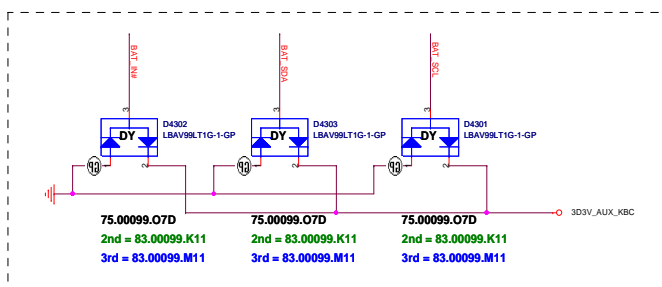 BAT_IN#
BAT_SDA
BAT_SCL
3
3
3
D4302
LBAV99LT1G-1-GP
D4303
LBAV99LT1G-1-GP
D4301
LBAV99LT1G-1-GP
DY
DY
DY
2
2
2
3D3V_AUX_KBC
75.00099.O7D
75.00099.O7D
75.00099.O7D
2nd = 83.00099.K11
2nd = 83.00099.K11
2nd = 83.00099.K11
3rd = 83.00099.M11
3rd = 83.00099.M11
3rd = 83.00099.M11